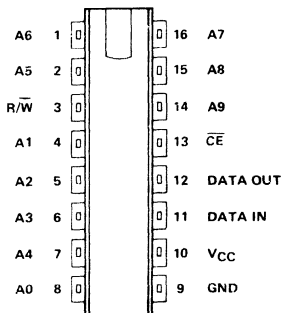 A6 1 16 A7
A5 2 15 A8
R/W̅ 3 14 A9
A1 4 13 C̅E̅
A2 5 12 DATA OUT
A3 6 11 DATA IN
A4 7 10 VCC
A0 8 9 GND